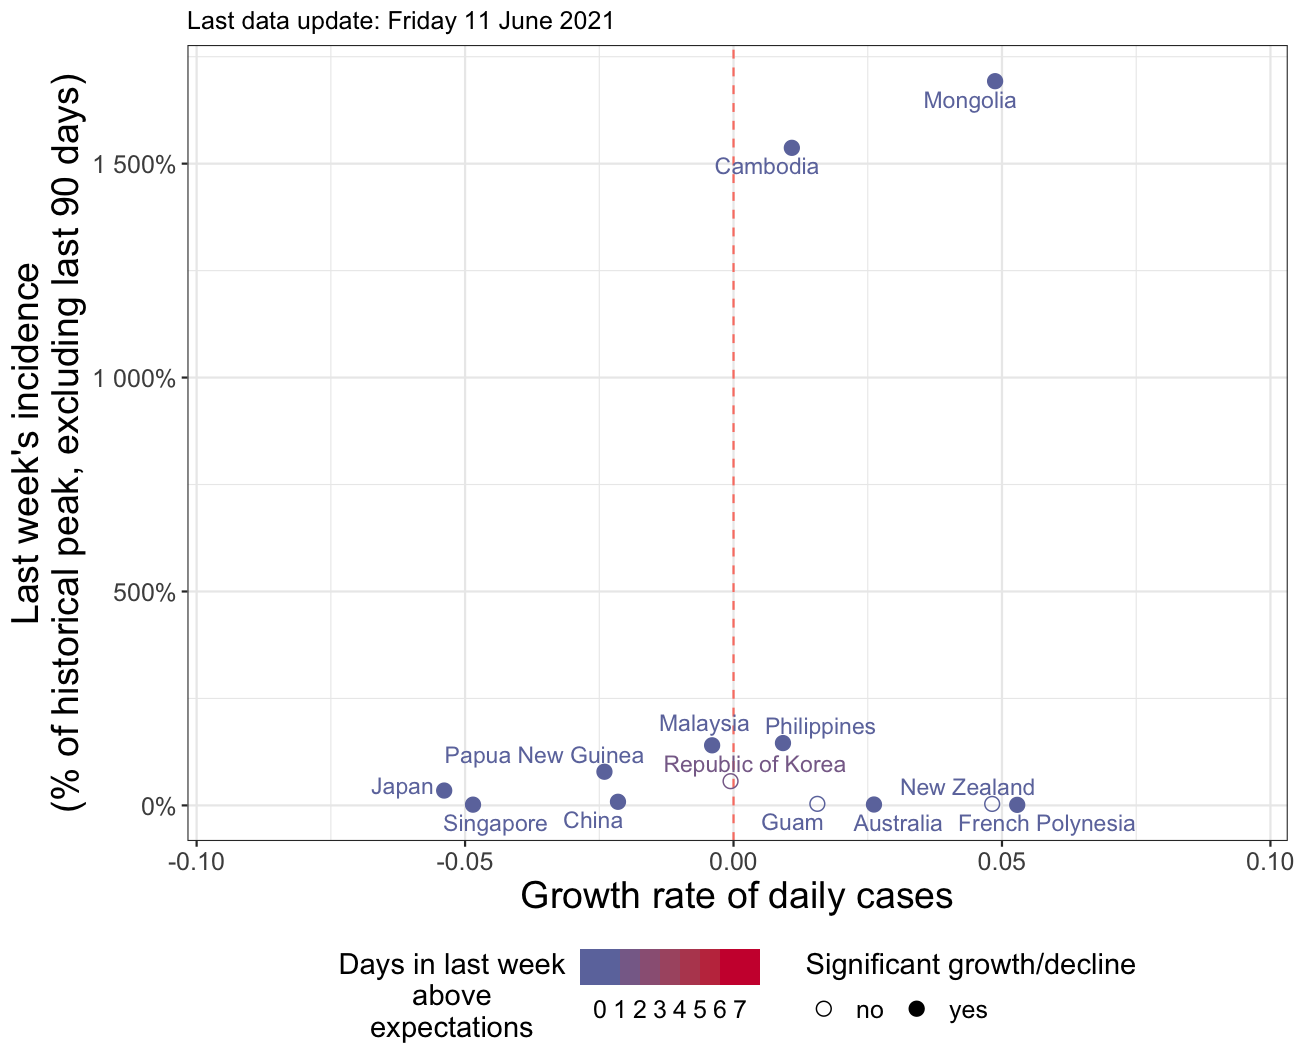 Last data update: Friday 11 June 2021
Last week's incidence
(% of historical peak, excluding last 90 days)
1 500%
1 000%
500%
0%
Mongolia
Cambodia
Malaysia
Philippines
Papua New Guinea
Republic of Korea
Japan
New Zealand
Singapore
China
Guam
Australia
French Polynesia
-0.10
-0.05
0.00
0.05
0.10
Growth rate of daily cases
Days in last week
above
expectations
0 1 2 3 4 5 6 7
Significant growth/decline
no
yes